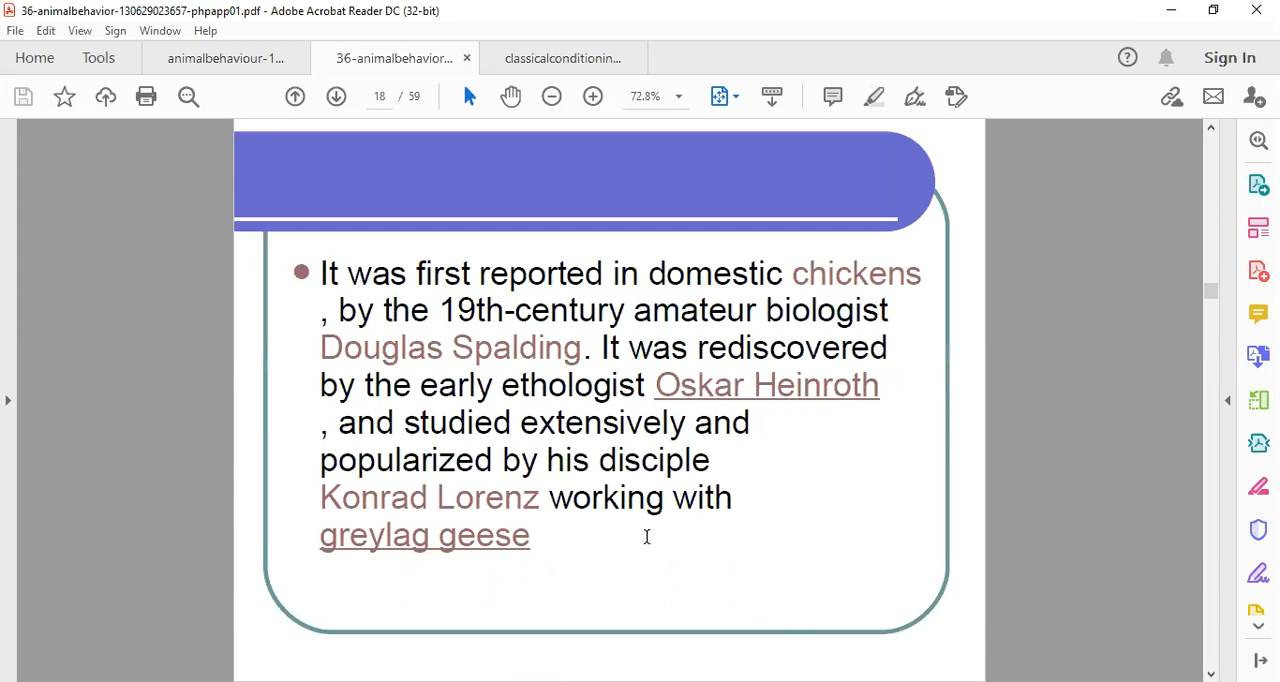 36-animalbehavior-130629023657-phpapp01.pdf - Adobe Acrobat Reader DC (32-bit)
File Edit View Sign Window Help
Home Tools animalbehaviour-1... 36-animalbehavior... × classicalconditionin... Sign In
18 / 59 72.8%
It was first reported in domestic chickens
, by the 19th-century amateur biologist
Douglas Spalding. It was rediscovered
by the early ethologist Oskar Heinroth
, and studied extensively and
popularized by his disciple
Konrad Lorenz working with
greylag geese